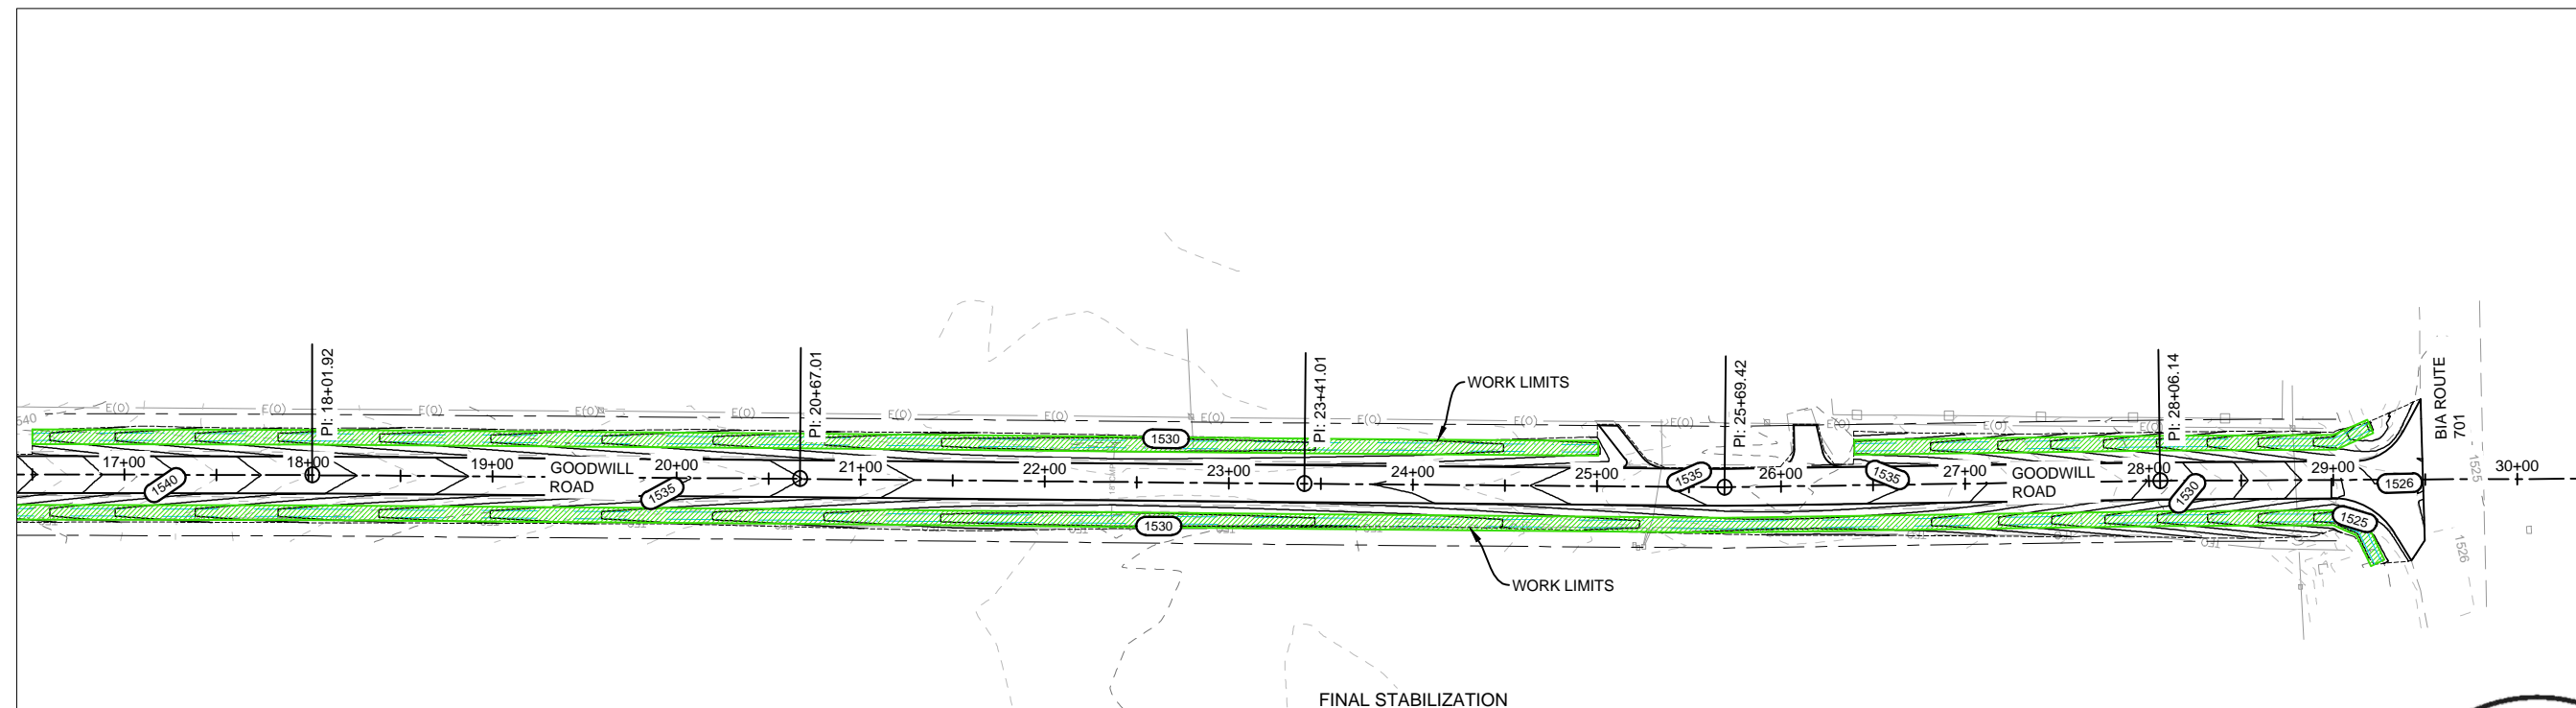 PI: 18+01.92
PI: 20+67.01
PI: 23+41.01
PI: 25+69.42
PI: 28+06.14
WORK LIMITS
BIA ROUTE
701
E(O) E(O) E(O) E(O) E(O) E(O) E(O) E(O) E(O) E(O) E(O) E(O) E(O)
1530
17+00 18+00 19+00 20+00 21+00 22+00 23+00 24+00 25+00 26+00 27+00 28+00 29+00 30+00
GOODWILL
ROAD
GOODWILL
ROAD
1540
1535
1535
1535
1530
1526
1525
1525
1526
1530
WORK LIMITS
FINAL STABILIZATION